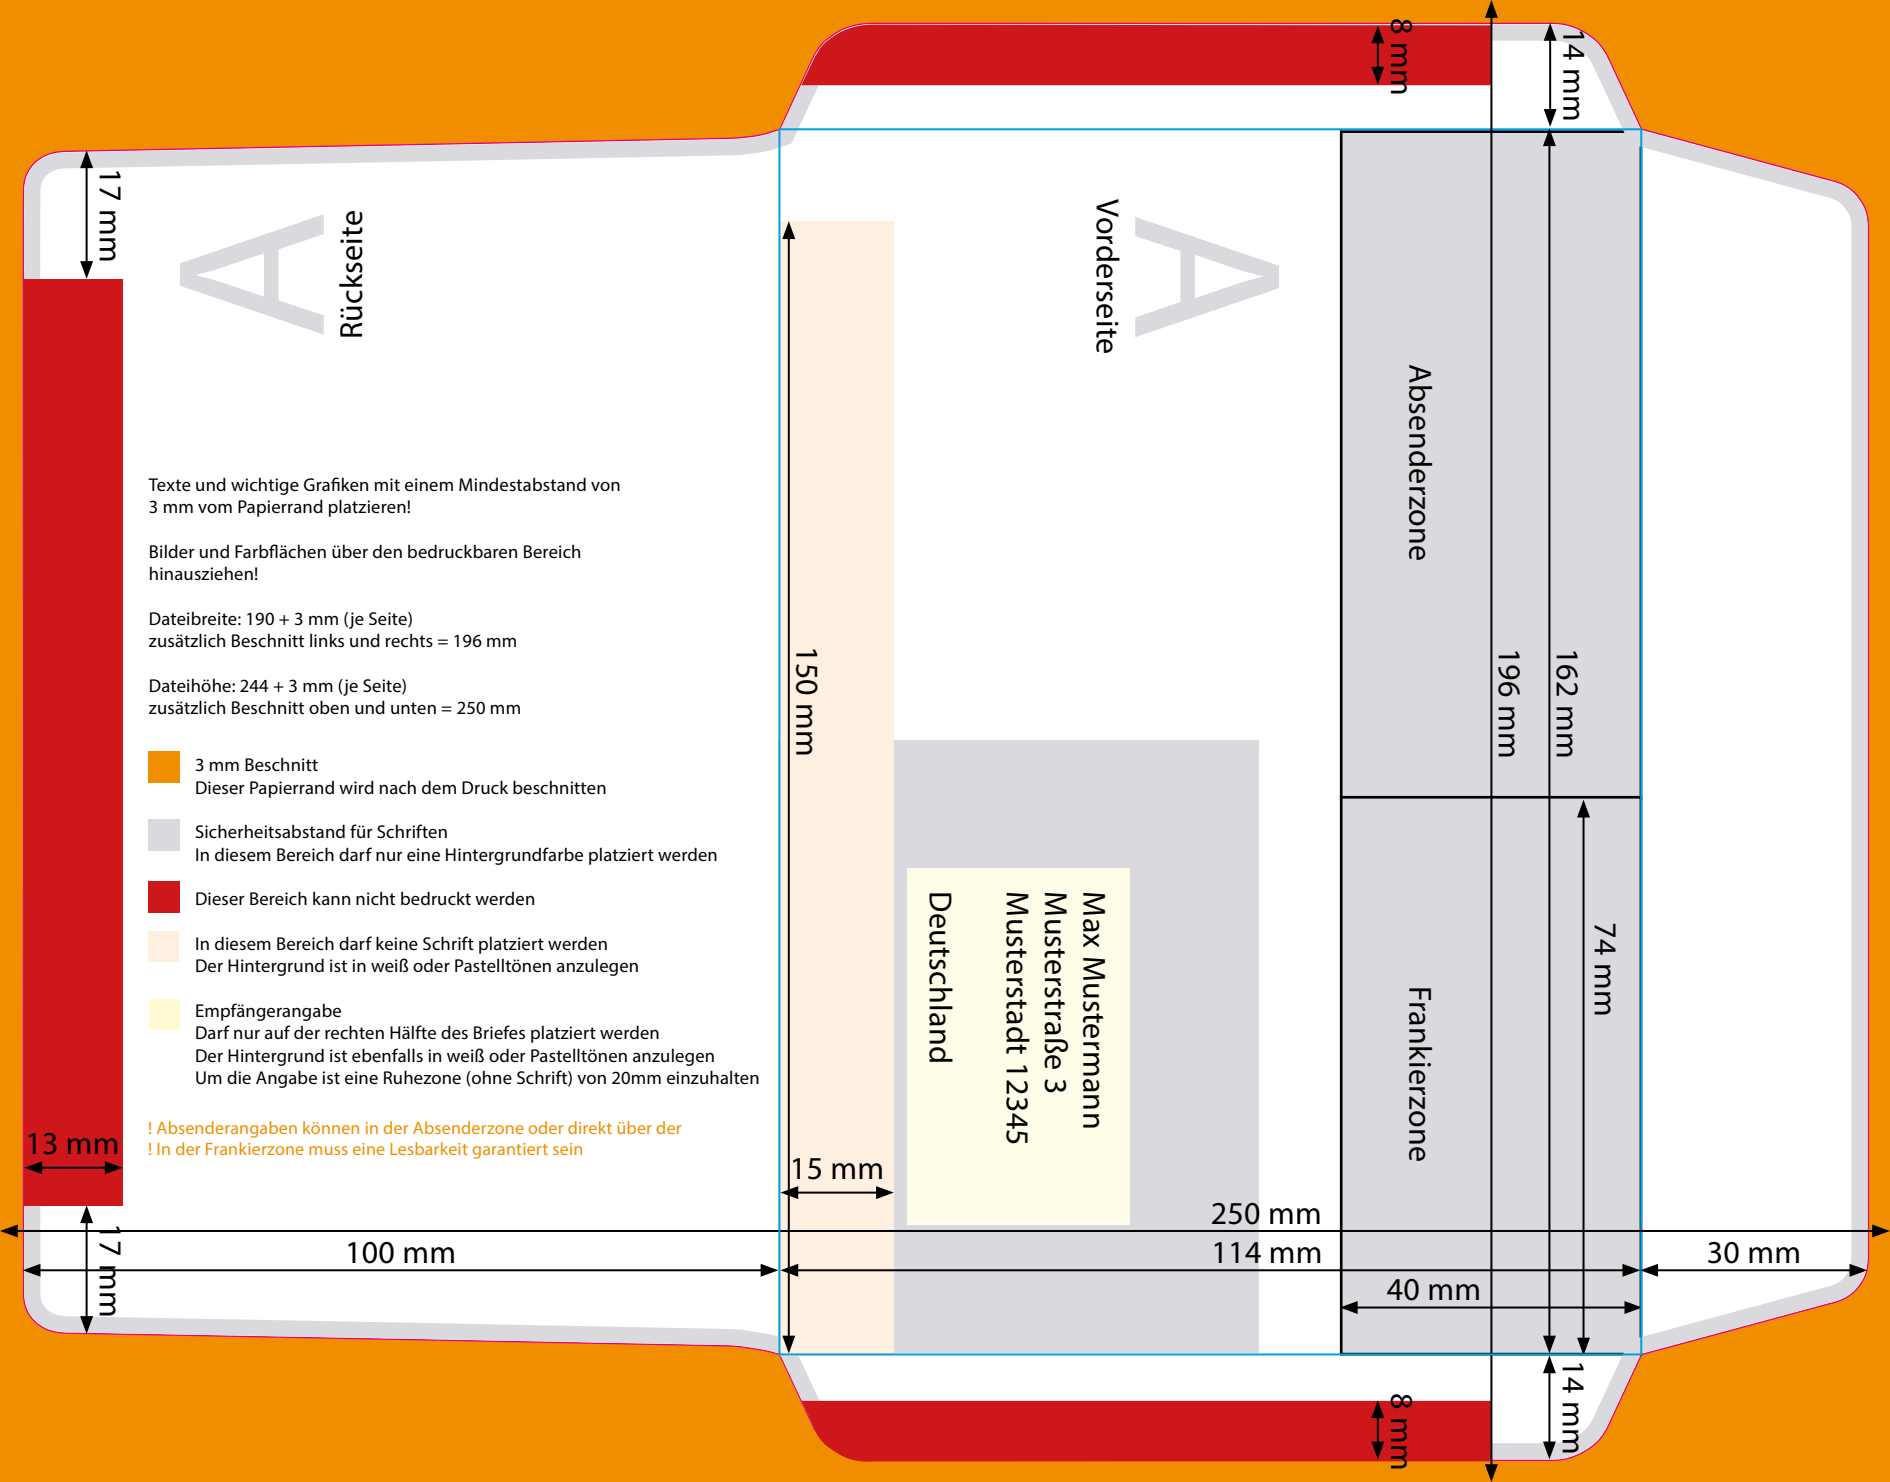 8 mm
14 mm
17 mm
Rückseite
A
Vorderseite
A
Absenderzone
Texte und wichtige Grafiken mit einem Mindestabstand von
3 mm vom Papierrand platzieren!
Bilder und Farbflächen über den bedruckbaren Bereich
hinausziehen!
Dateibreite: 190 + 3 mm (je Seite)
zusätzlich Beschnitt links und rechts = 196 mm
Dateihöhe: 244 + 3 mm (je Seite)
zusätzlich Beschnitt oben und unten = 250 mm
3 mm Beschnitt
Dieser Papierrand wird nach dem Druck beschnitten
Sicherheitsabstand für Schriften
In diesem Bereich darf nur eine Hintergrundfarbe platziert werden
Dieser Bereich kann nicht bedruckt werden
In diesem Bereich darf keine Schrift platziert werden
Der Hintergrund ist in weiß oder Pastelltönen anzulegen
Empfängerangabe
Darf nur auf der rechten Hälfte des Briefes platziert werden
Der Hintergrund ist ebenfalls in weiß oder Pastelltönen anzulegen
Um die Angabe ist eine Ruhezone (ohne Schrift) von 20mm einzuhalten
! Absenderangaben können in der Absenderzone oder direkt über der
! In der Frankierzone muss eine Lesbarkeit garantiert sein
150 mm
196 mm
162 mm
74 mm
Max Mustermann
Musterstraße 3
Musterstadt 12345
Deutschland
Frankierzone
13 mm
15 mm
250 mm
17 mm
100 mm
114 mm
30 mm
40 mm
8 mm
14 mm